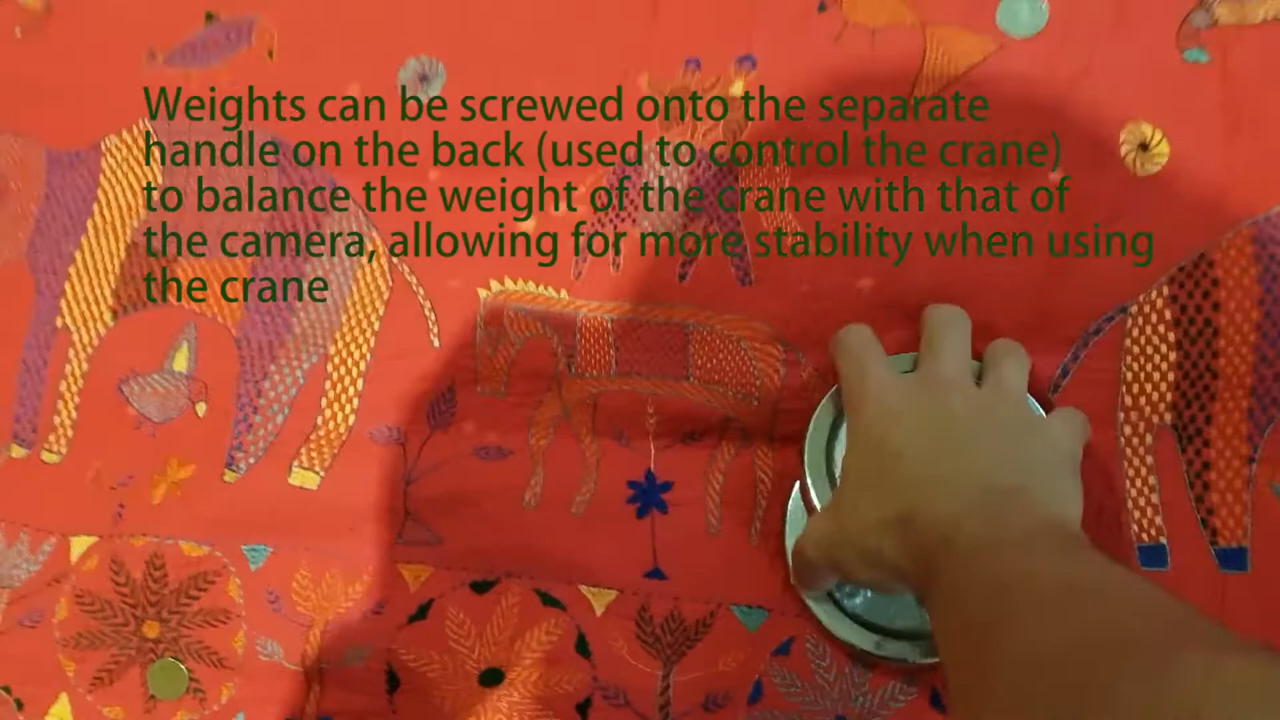 Weights can be screwed onto the separate
handle on the back (used to control the crane)
to balance the weight of the crane with that of
the camera, allowing for more stability when using
the crane